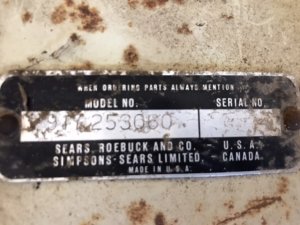 WHEN ORDERING PARTS ALWAYS MENTION
MODEL NO. SERIAL NO.
SEARS, ROEBUCK AND CO. U.S.A.
SIMPSONS-SEARS LIMITED, CANADA.
MADE IN U.S.A.